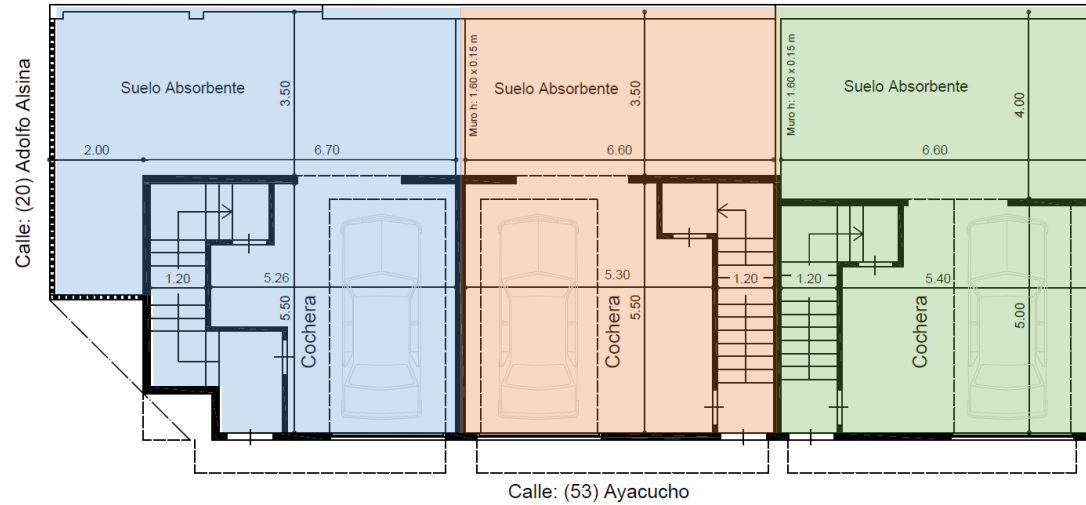 Calle: (20) Adolfo Alsina
Suelo Absorbente
3.50
2.00
6.70
1.20
5.26
5.50
Cochera
Muro h: 1.60 x 0.15 m
Suelo Absorbente
3.50
6.60
5.30
5.50
Cochera
1.20
Muro h: 1.60 x 0.15 m
Suelo Absorbente
4.00
6.60
1.20
5.40
5.00
Cochera
Calle: (53) Ayacucho